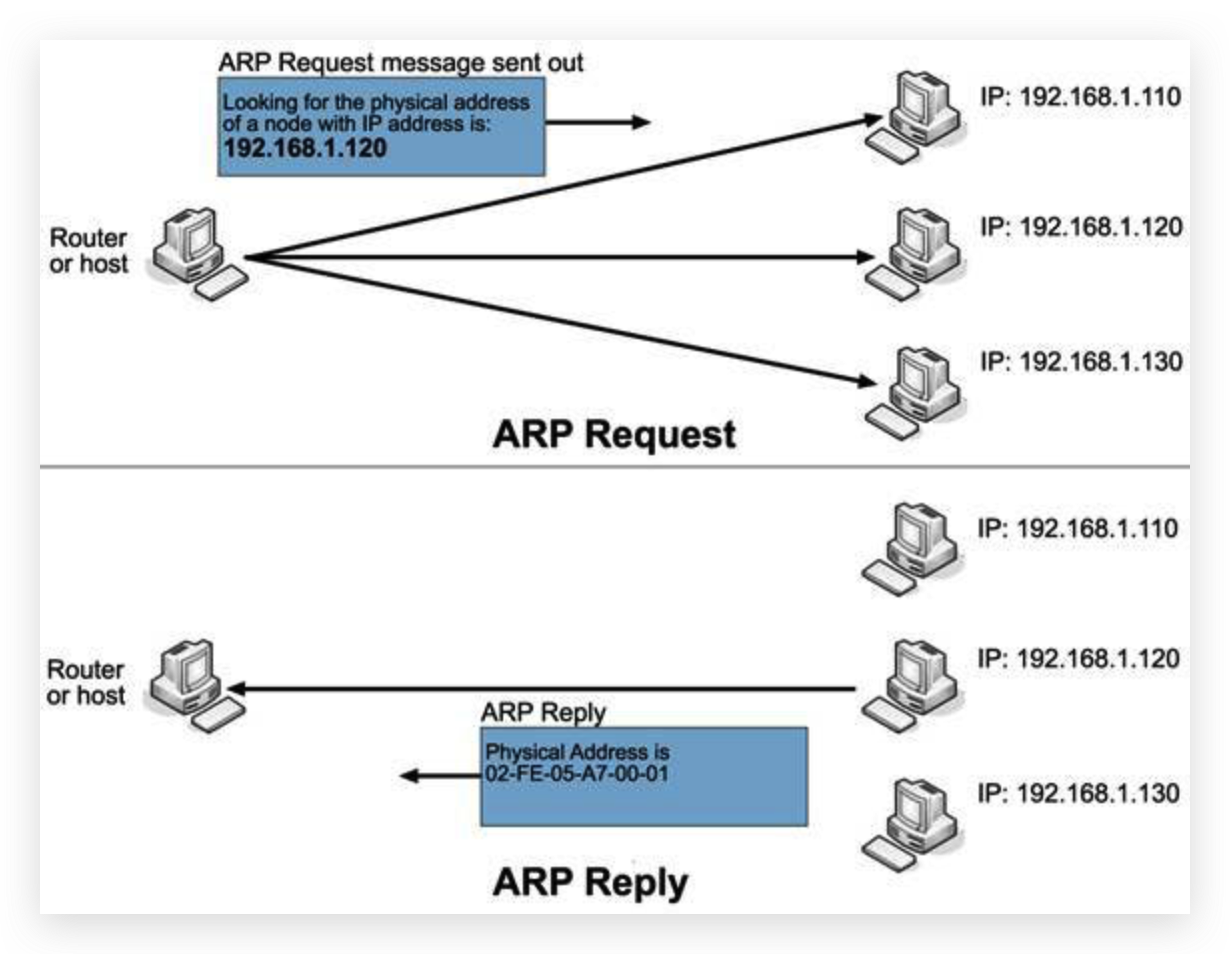 ARP Request message sent out
Looking for the physical address
of a node with IP address is:
192.168.1.120
IP: 192.168.1.110
Router
or host
IP: 192.168.1.120
IP: 192.168.1.130
ARP Request
IP: 192.168.1.110
Router
or host
IP: 192.168.1.120
ARP Reply
Physical Address is
02-FE-05-A7-00-01
IP: 192.168.1.130
ARP Reply